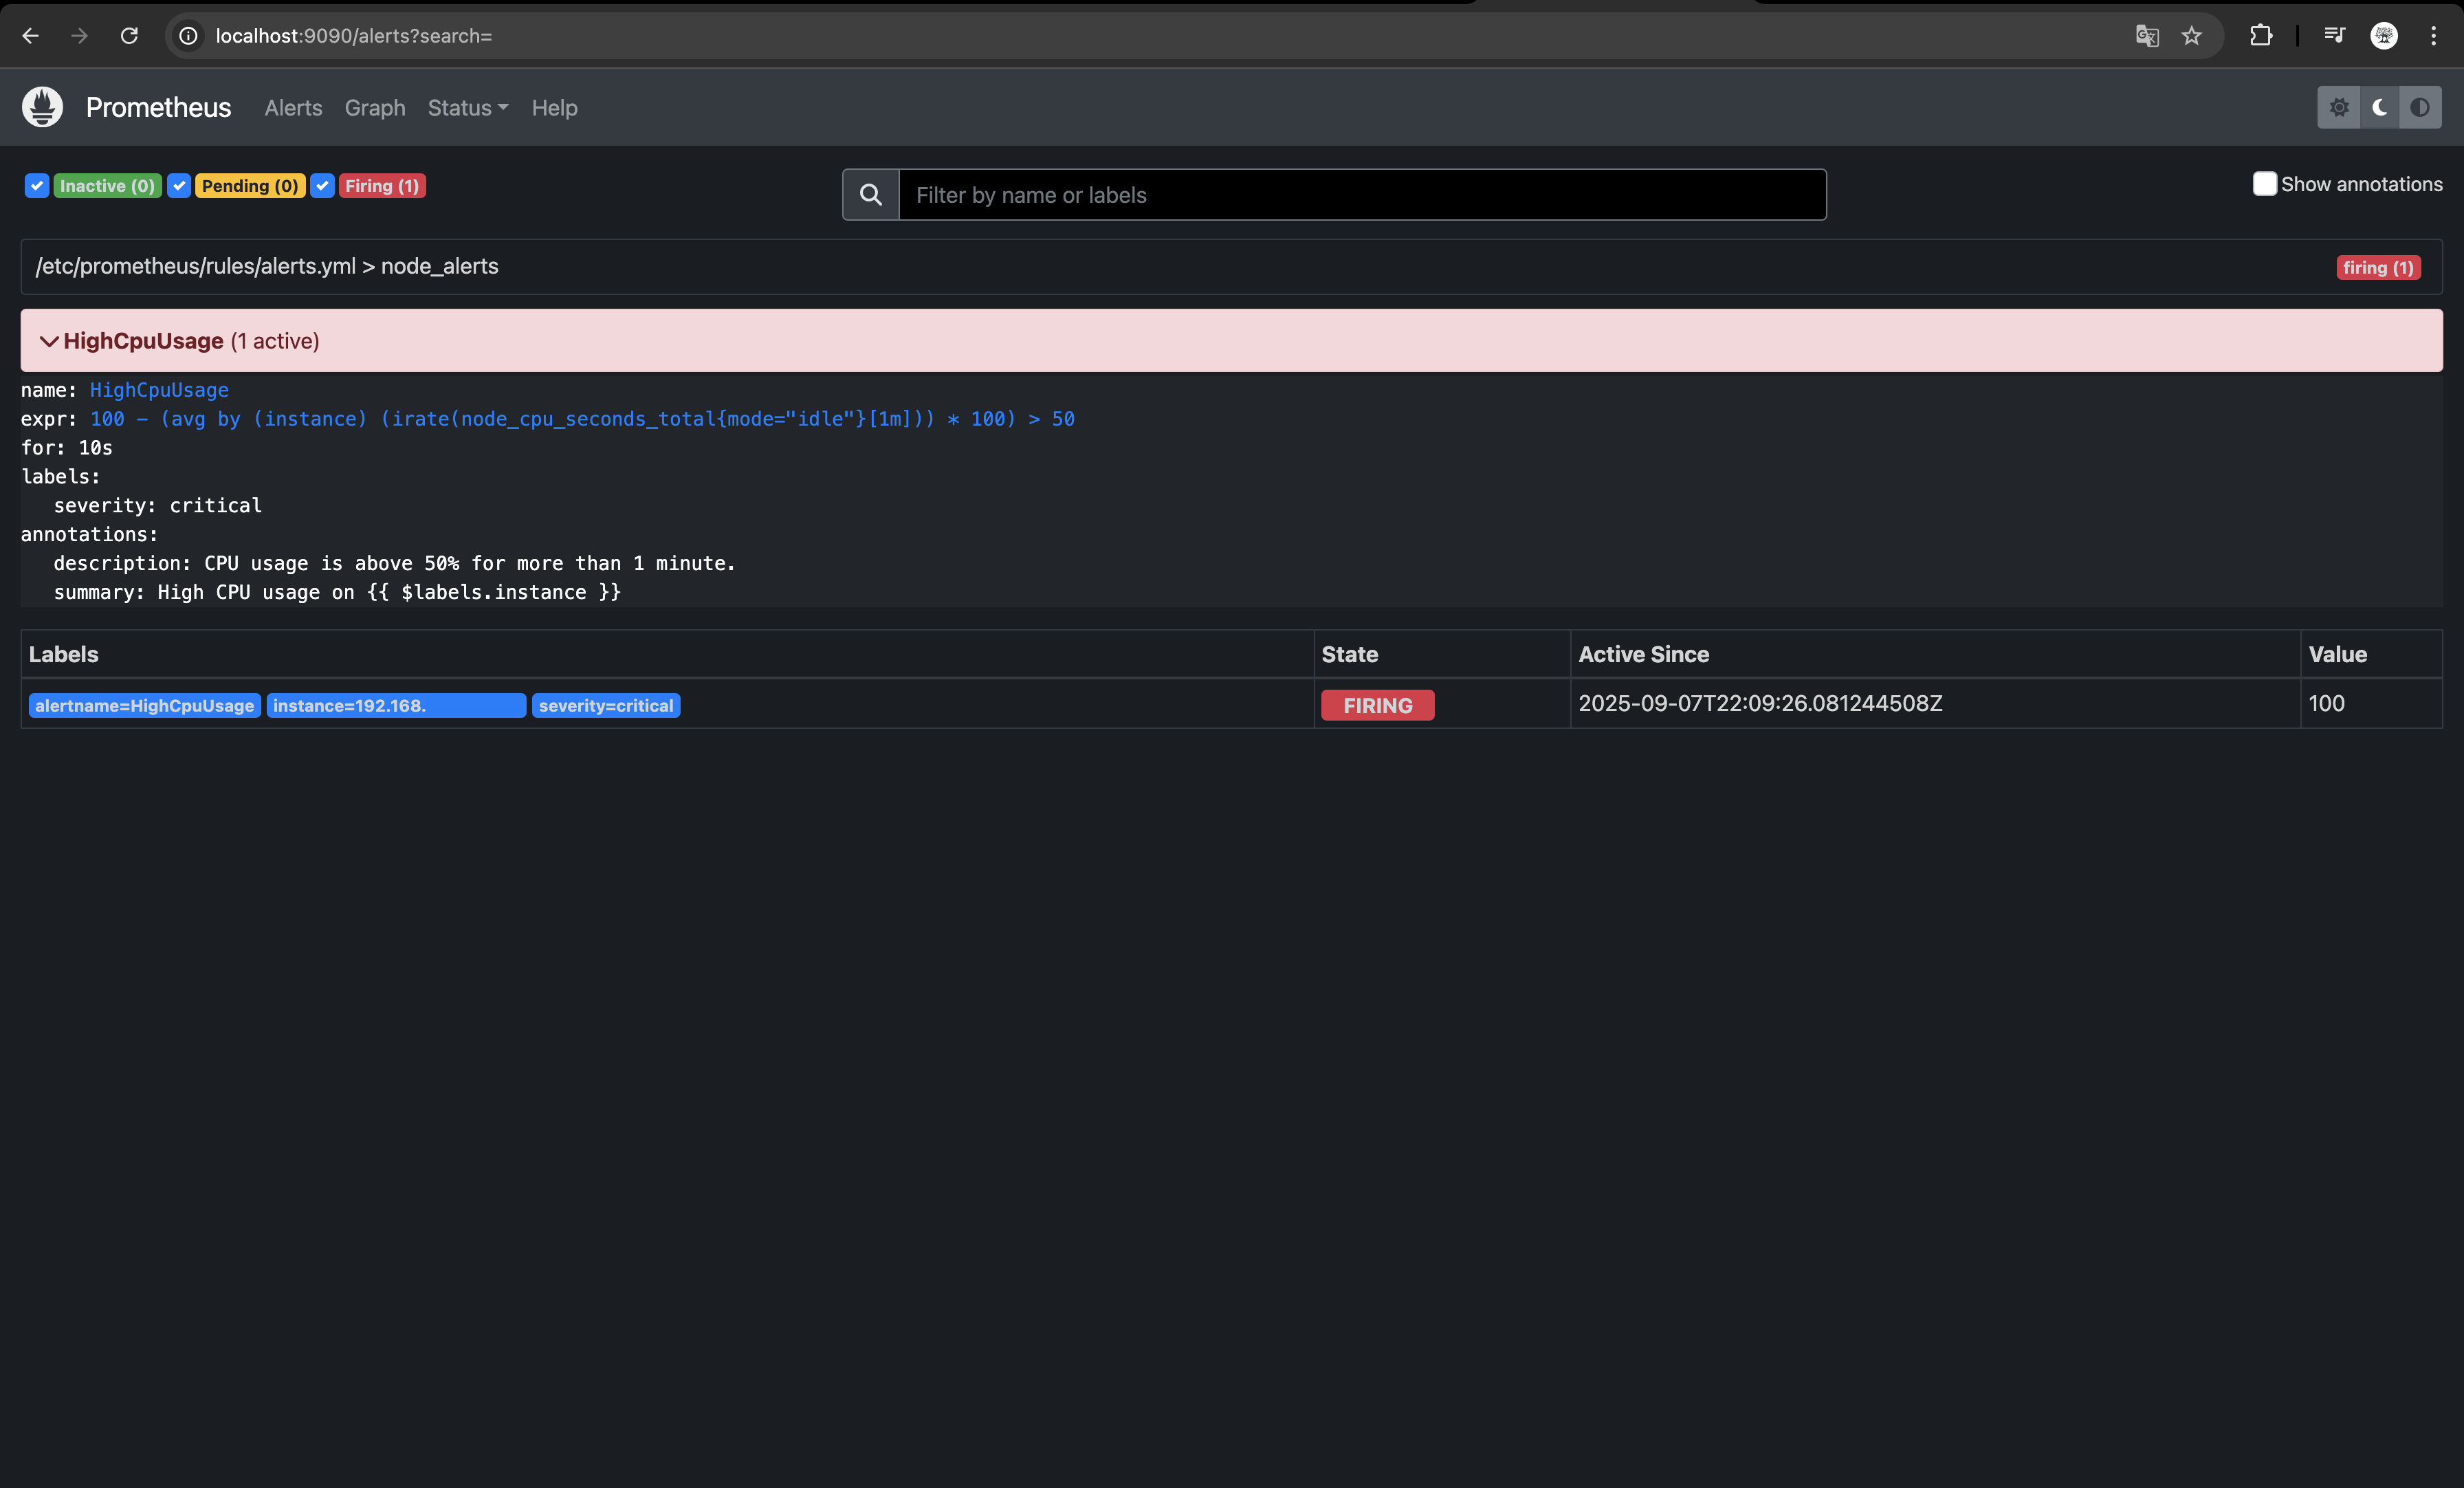 localhost:9090/alerts?search=
Prometheus Alerts Graph Status Help
Inactive (0) Pending (0) Firing (1) Filter by name or labels Show annotations
/etc/prometheus/rules/alerts.yml > node_alerts firing (1)
HighCpuUsage (1 active)
name: HighCpuUsage
expr: 100 - (avg by (instance) (irate(node_cpu_seconds_total{mode="idle"}[1m])) * 100) > 50
for: 10s
labels:
severity: critical
annotations:
description: CPU usage is above 50% for more than 1 minute.
summary: High CPU usage on {{ $labels.instance }}
Labels State Active Since Value
alertname=HighCpuUsage instance=192.168. severity=critical FIRING 2025-09-07T22:09:26.081244508Z 100